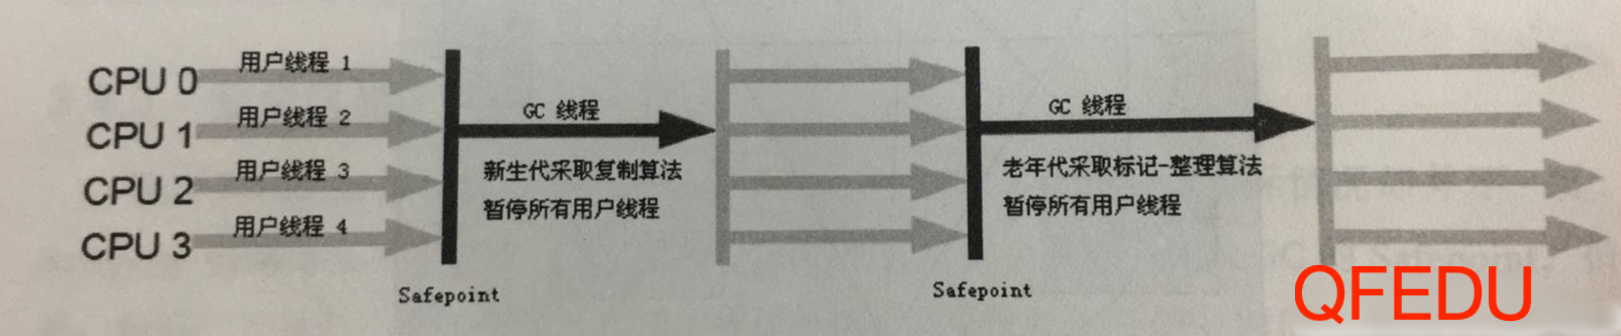 CPU 0
用户线程 1
CPU 1
用户线程 2
CPU 2
用户线程 3
CPU 3
用户线程 4
Safepoint
GC 线程
新生代采取复制算法
暂停所有用户线程
Safepoint
GC 线程
老年代采取标记-整理算法
暂停所有用户线程
QFEDU